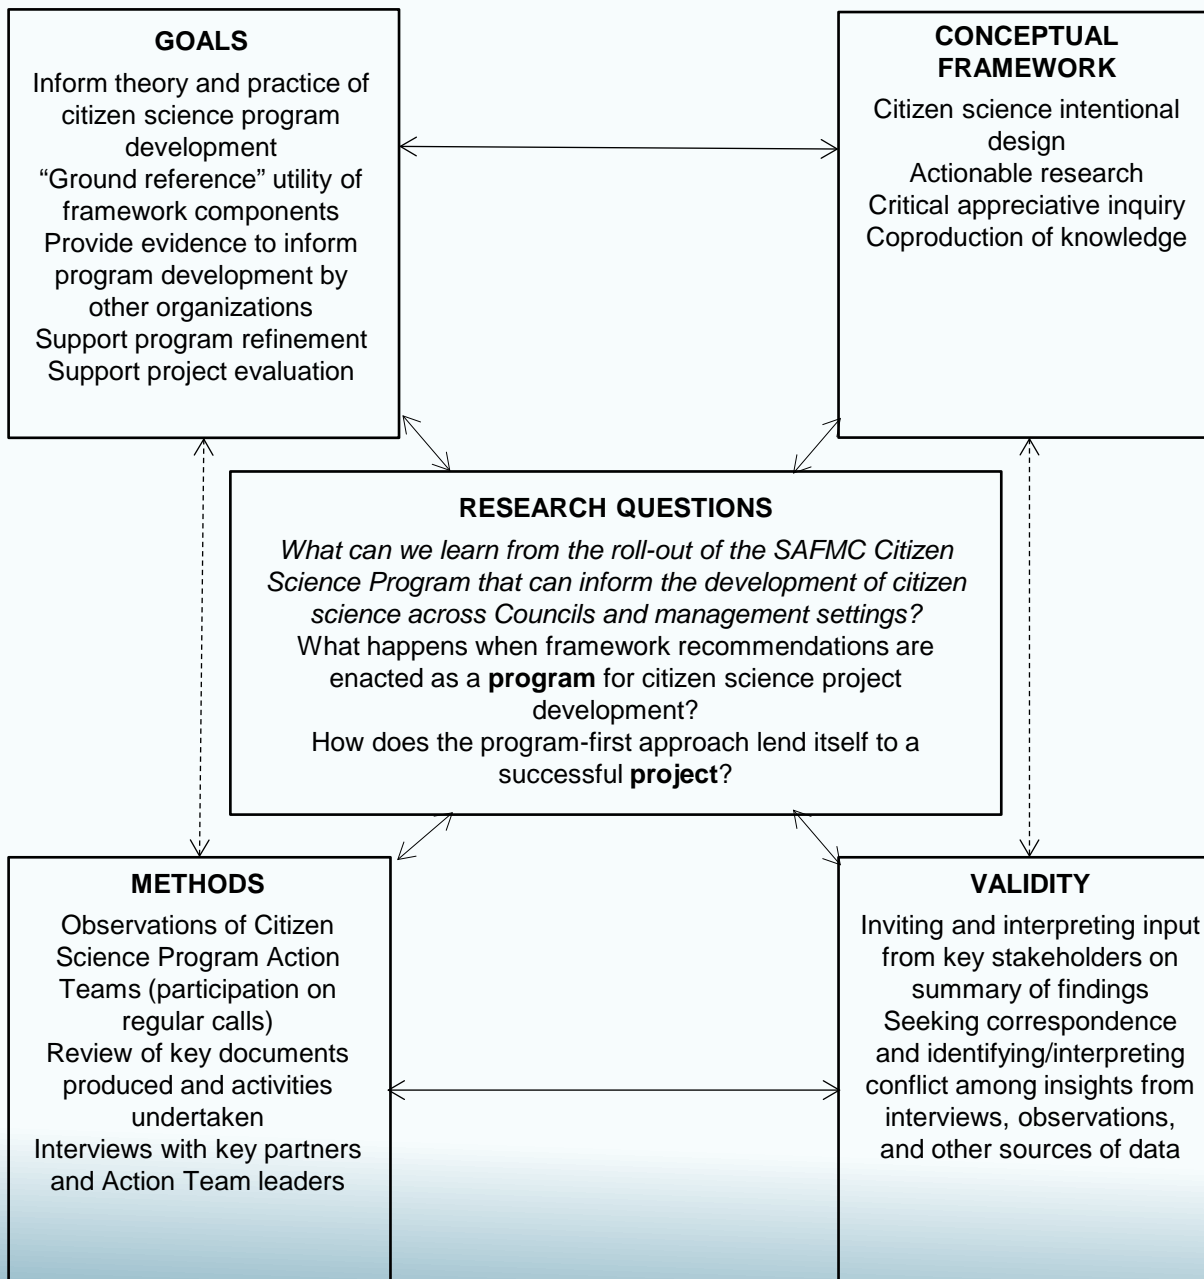 GOALS
Inform theory and practice of
citizen science program
development
“Ground reference” utility of
framework components
Provide evidence to inform
program development by
other organizations
Support program refinement
Support project evaluation
CONCEPTUAL
FRAMEWORK
Citizen science intentional
design
Actionable research
Critical appreciative inquiry
Coproduction of knowledge
RESEARCH QUESTIONS
What can we learn from the roll-out of the SAFMC Citizen
Science Program that can inform the development of citizen
science across Councils and management settings?
What happens when framework recommendations are
enacted as a program for citizen science project
development?
How does the program-first approach lend itself to a
successful project?
METHODS
Observations of Citizen
Science Program Action
Teams (participation on
regular calls)
Review of key documents
produced and activities
undertaken
Interviews with key partners
and Action Team leaders
VALIDITY
Inviting and interpreting input
from key stakeholders on
summary of findings
Seeking correspondence
and identifying/interpreting
conflict among insights from
interviews, observations,
and other sources of data